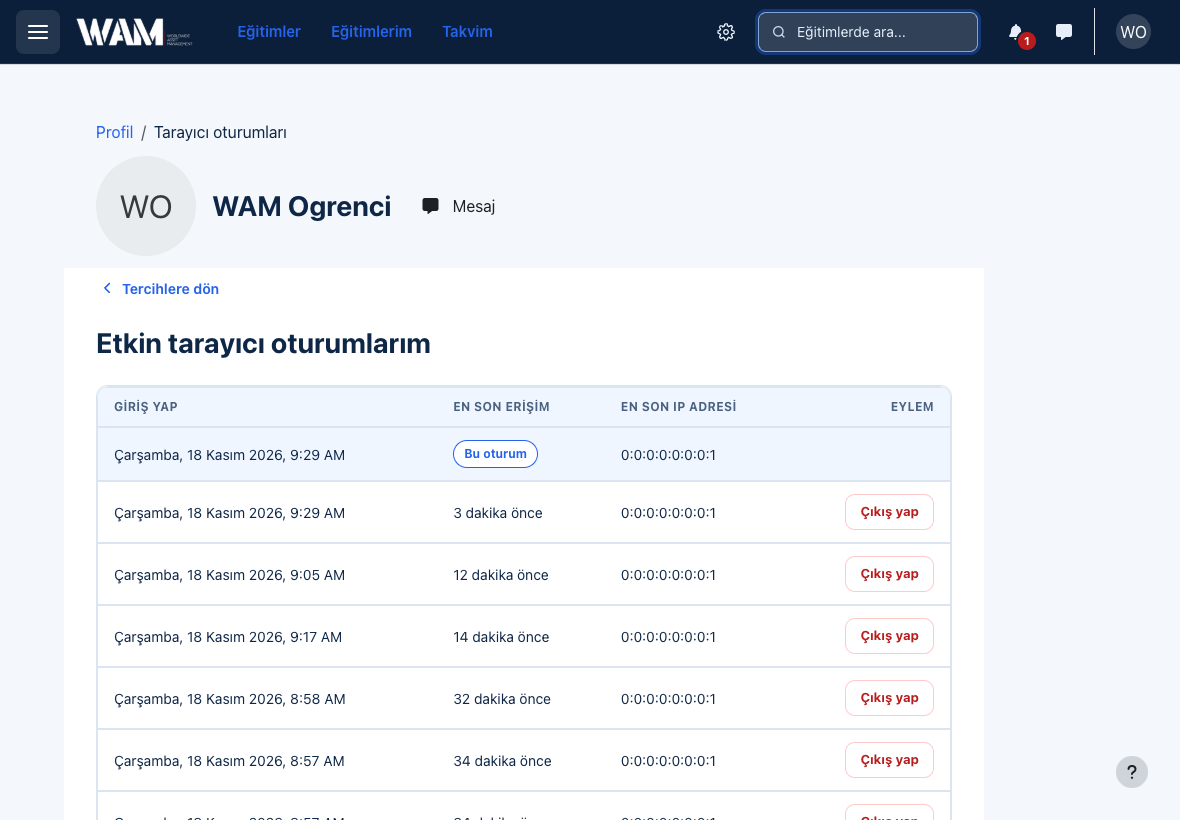 WAM
Eğitimler
Eğitimlerim
Takvim
Eğitimlerde ara...
1
WO
Profil / Tarayıcı oturumları
WO
WAM Ogrenci
Mesaj
Tercihlere dön
Etkin tarayıcı oturumlarım
GİRİŞ YAP EN SON ERİŞİM EN SON IP ADRESİ EYLEM
Çarşamba, 18 Kasım 2026, 9:29 AM Bu oturum 0:0:0:0:0:0:0:1
Çarşamba, 18 Kasım 2026, 9:29 AM 3 dakika önce 0:0:0:0:0:0:0:1 Çıkış yap
Çarşamba, 18 Kasım 2026, 9:05 AM 12 dakika önce 0:0:0:0:0:0:0:1 Çıkış yap
Çarşamba, 18 Kasım 2026, 9:17 AM 14 dakika önce 0:0:0:0:0:0:0:1 Çıkış yap
Çarşamba, 18 Kasım 2026, 8:58 AM 32 dakika önce 0:0:0:0:0:0:0:1 Çıkış yap
Çarşamba, 18 Kasım 2026, 8:57 AM 34 dakika önce 0:0:0:0:0:0:0:1 Çıkış yap
?